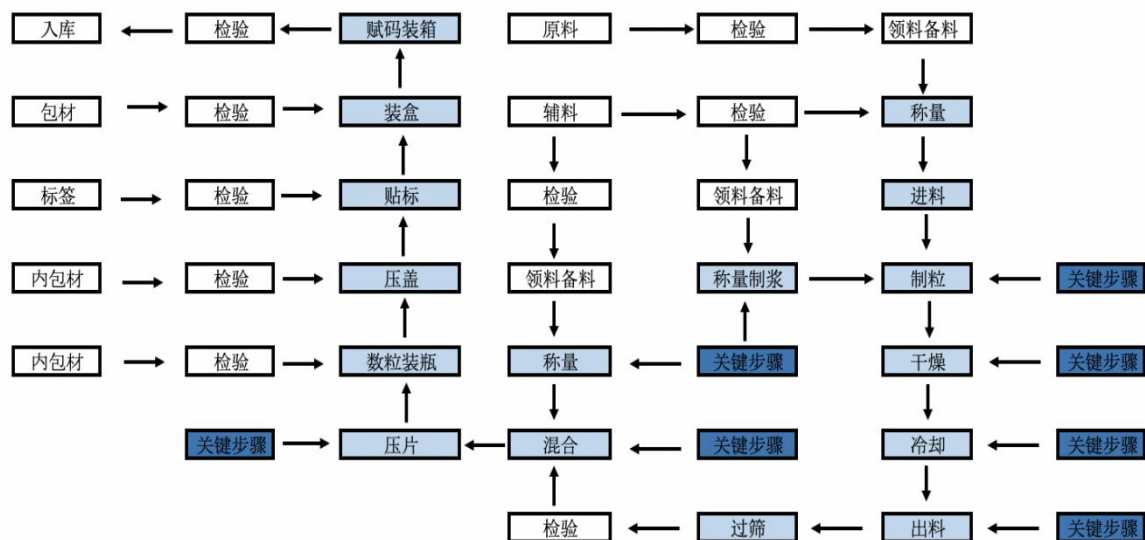 入库 检验 赋码装箱 原料 检验 领料备料
包材 检验 装盒 辅料 检验 称量
标签 检验 贴标 检验 领料备料 进料
内包材 检验 压盖 领料备料 称量制浆 制粒 关键步骤
内包材 检验 数粒装瓶 称量 关键步骤 干燥 关键步骤
关键步骤 压片 混合 关键步骤 冷却 关键步骤
检验 过筛 出料 关键步骤